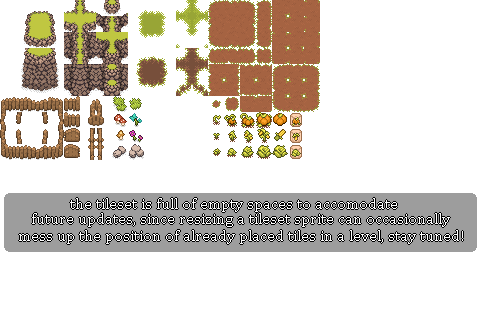 the tileset is full of empty spaces to accomodate
future updates, since resizing a tileset sprite can occasionally
mess up the position of already placed tiles in a level, stay tuned!